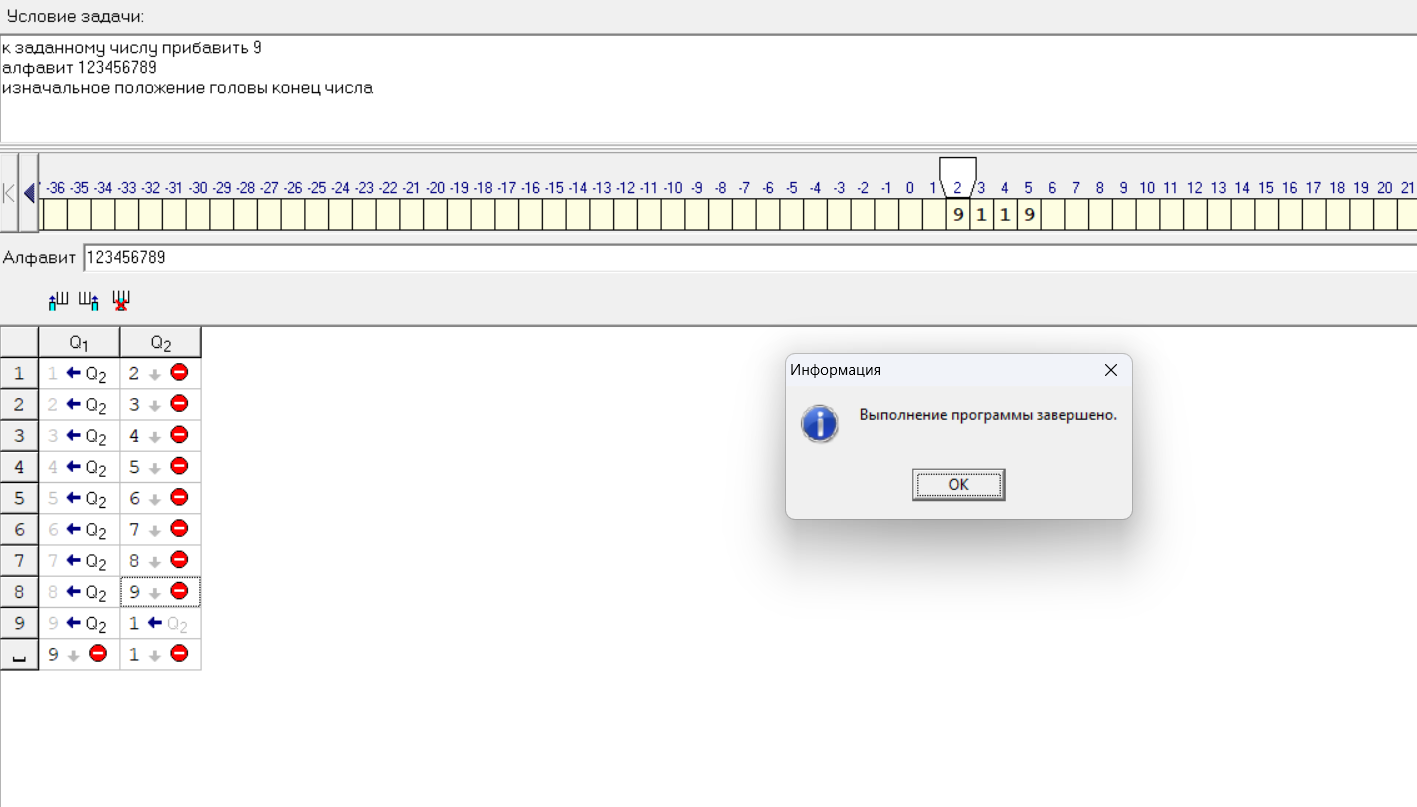 Условие задачи:
к заданному числу прибавить 9
алфавит 123456789
изначальное положение головы конец числа
-36 -35 -34 -33 -32 -31 -30 -29 -28 -27 -26 -25 -24 -23 -22 -21 -20 -19 -18 -17 -16 -15 -14 -13 -12 -11 -10 -9 -8 -7 -6 -5 -4 -3 -2 -1 0 1 2 3 4 5 6 7 8 9 10 11 12 13 14 15 16 17 18 19 20 21
9 1 1 9
Алфавит 123456789
Q1 Q2
1 1 Q2 2
2 2 Q2 3
3 3 Q2 4
4 4 Q2 5
5 5 Q2 6
6 6 Q2 7
7 7 Q2 8
8 8 Q2 9
9 9 Q2 1 Q2
9 1
Информация
Выполнение программы завершено.
OK